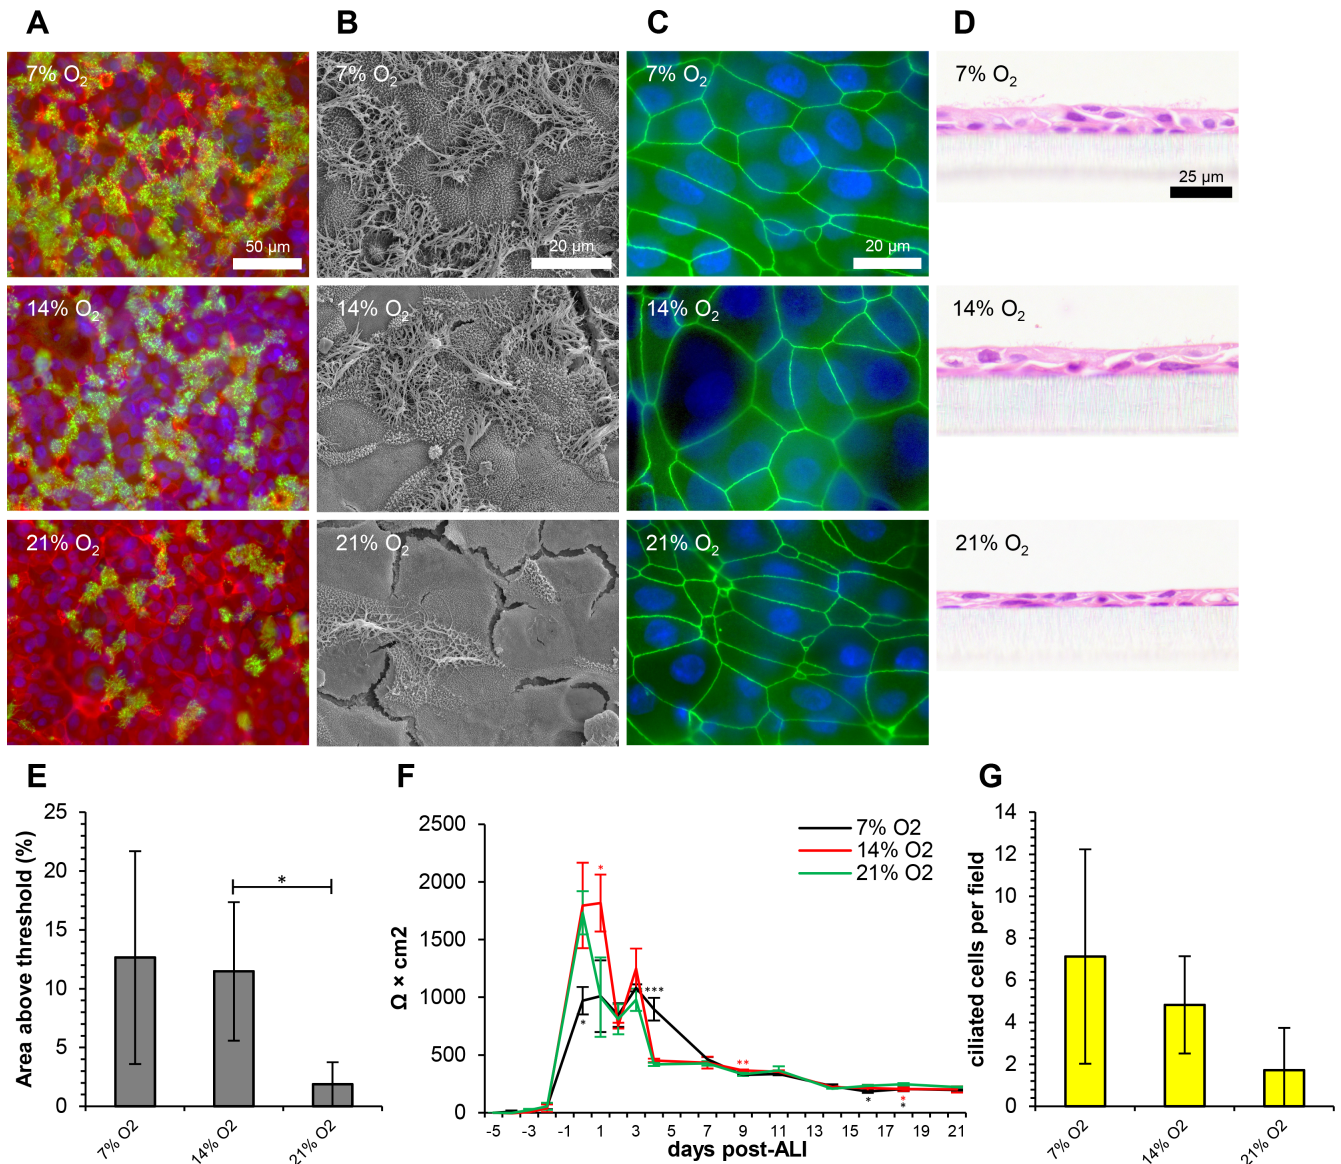 A
B
C
D
7% O2
7% O2
7% O2
7% O2
50 µm
20 µm
20 µm
25 µm
14% O2
14% O2
14% O2
14% O2
21% O2
21% O2
21% O2
21% O2
E
Area above threshold (%)
25
20
15
10
5
0
*
7% O2
14% O2
21% O2
F
Ω × cm2
2500
2000
1500
1000
500
0
7% O2
14% O2
21% O2
*
*
***
**
*
*
*
-5 -3 -1 1 3 5 7 9 11 13 15 17 19 21
days post-ALI
G
ciliated cells per field
14
12
10
8
6
4
2
0
7% O2
14% O2
21% O2